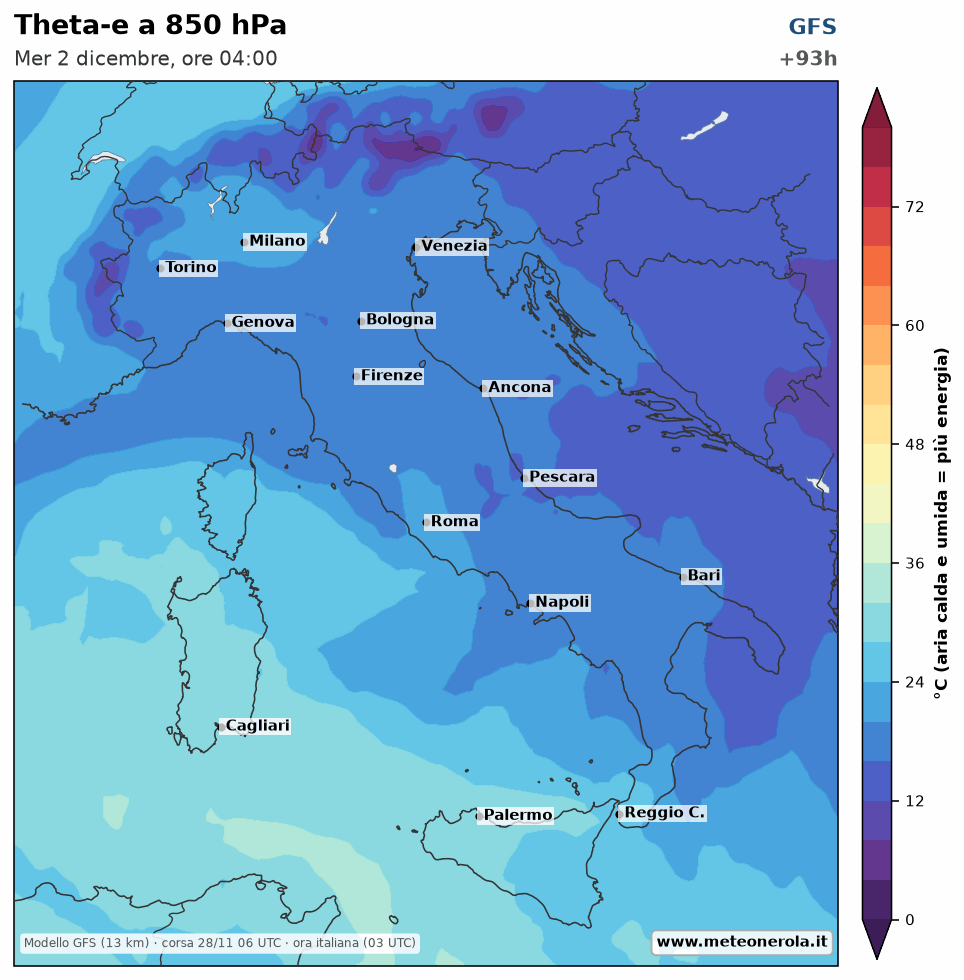 Theta-e a 850 hPa
GFS
Mer 2 dicembre, ore 04:00
+93h
Milano
Venezia
Torino
Genova
Bologna
Firenze
Ancona
Pescara
Roma
Bari
Napoli
Cagliari
Palermo
Reggio C.
72
60
48
36
24
12
0
°C (aria calda e umida = più energia)
Modello GFS (13 km) · corsa 28/11 06 UTC · ora italiana (03 UTC)
www.meteonerola.it